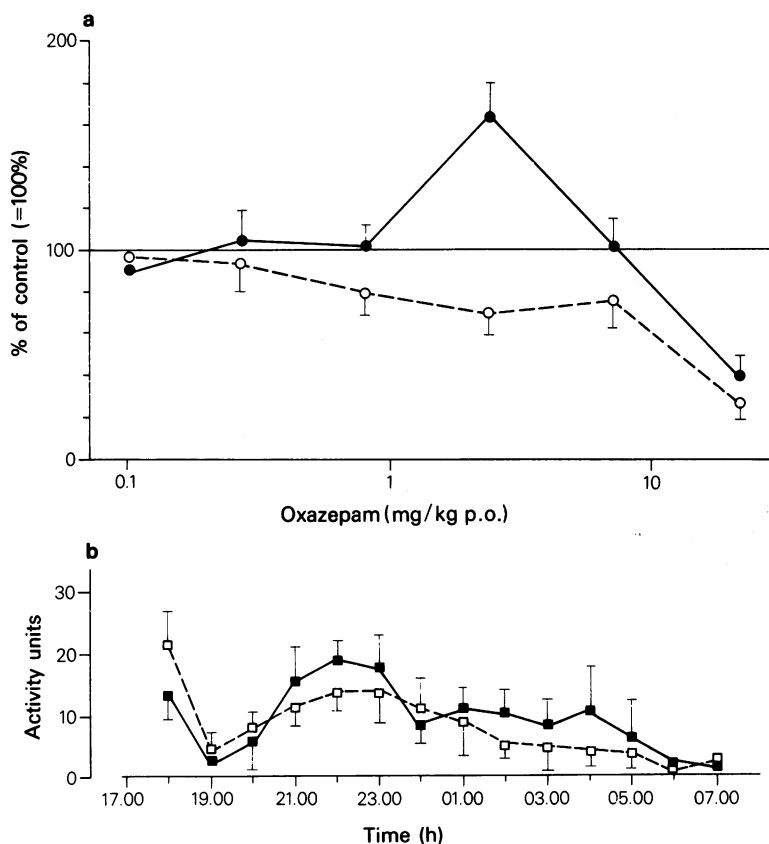 a
200
100
0
% of control (=100%)
0.1 1 10
Oxazepam (mg/kg p.o.)
b
30
20
10
0
Activity units
17.00 19.00 21.00 23.00 01.00 03.00 05.00 07.00
Time (h)